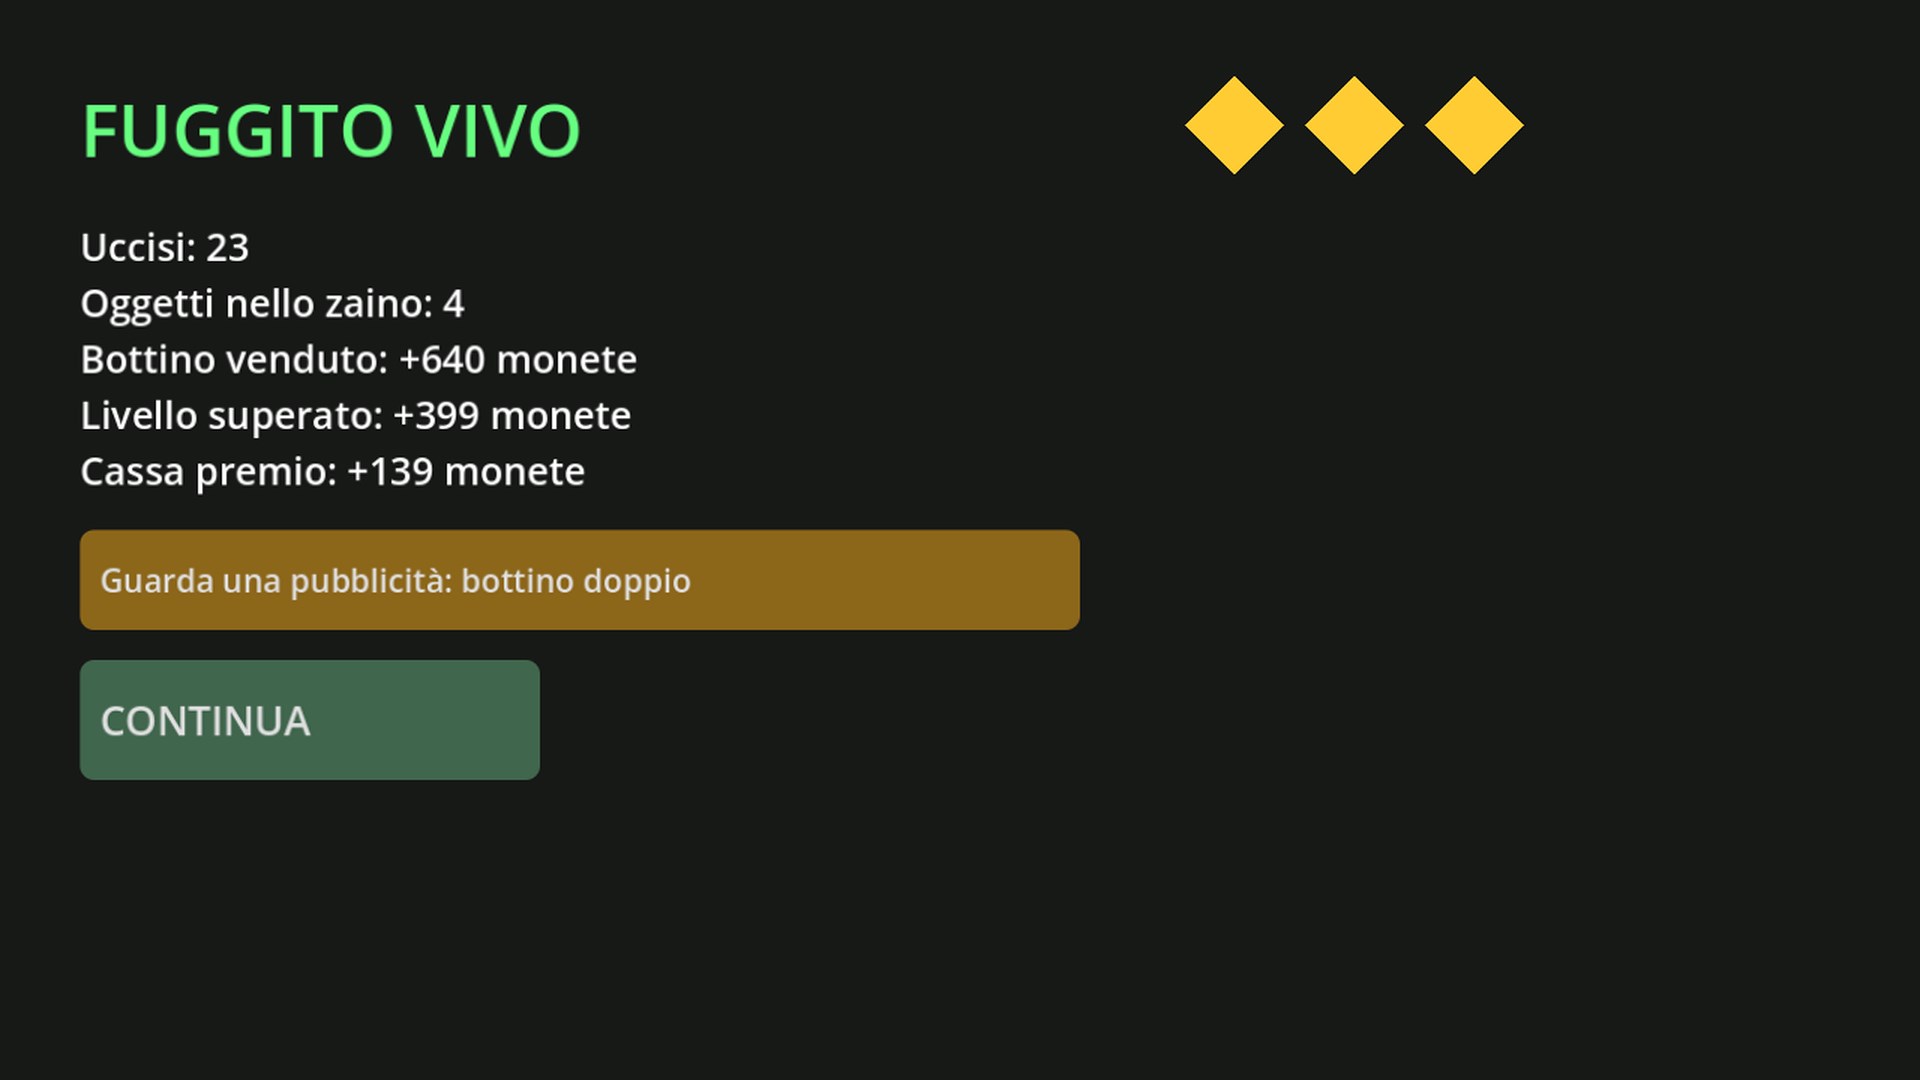 FUGGITO VIVO
Uccisi: 23
Oggetti nello zaino: 4
Bottino venduto: +640 monete
Livello superato: +399 monete
Cassa premio: +139 monete
Guarda una pubblicità: bottino doppio
CONTINUA